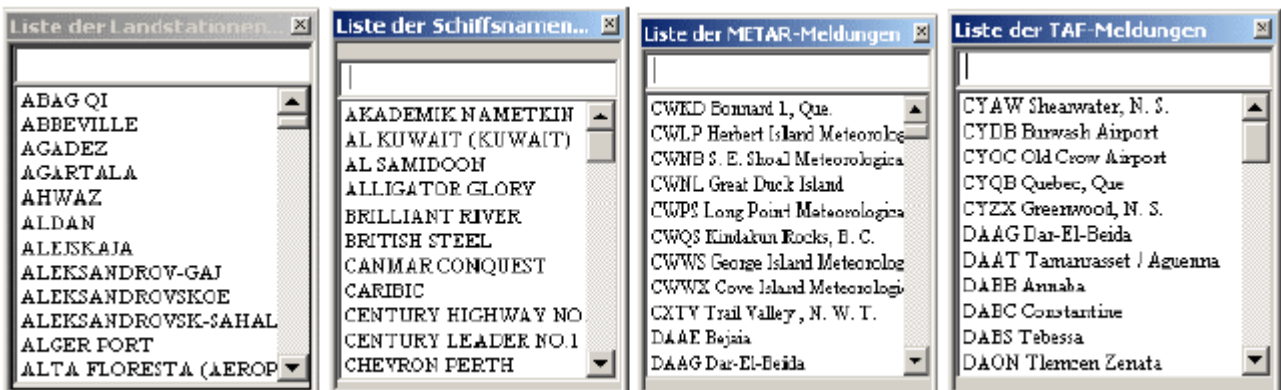 Liste der Landstationen...
ABAG QI
ABBEVILLE
AGADEZ
AGARTALA
AHWAZ
ALDAN
ALEJSKAJA
ALEKSANDROV-GAJ
ALEKSANDROVSKOE
ALEKSANDROVSK-SAHAL
ALGER PORT
ALTA FLORESTA (AEROP
Liste der Schiffsnamen...
AKADEMIK NAMETKIN
AL KUWAIT (KUWAIT)
AL SAMIDOON
ALLIGATOR GLORY
BRILLIANT RIVER
BRITISH STEEL
CANMAR CONQUEST
CARIBIC
CENTURY HIGHWAY NO.
CENTURY LEADER NO.1
CHEVRON PERTH
Liste der METAR-Meldungen
CWKD Bonnard 1, Que.
CWLP Herbert Island Meteorolog
CWNB S. E. Shoal Meteorologica
CWNL Great Duck Island
CWPS Long Point Meteorologica
CWQS Kindakun Rocks, B. C.
CWWS George Island Meteorolog
CWWX Cove Island Meteorologi
CXTV Trail Valley , N. W. T.
DAAE Bejaia
DAAG Dar-El-Beida
Liste der TAF-Meldungen
CYAW Shearwater, N. S.
CYDB Burwash Airport
CYOC Old Crow Airport
CYQB Quebec, Que
CYZX Greenwood, N. S.
DAAG Dar-El-Beida
DAAT Tamanrasset / Aguenna
DABB Annaba
DABC Constantine
DABS Tebessa
DAON Tlemcen Zenata